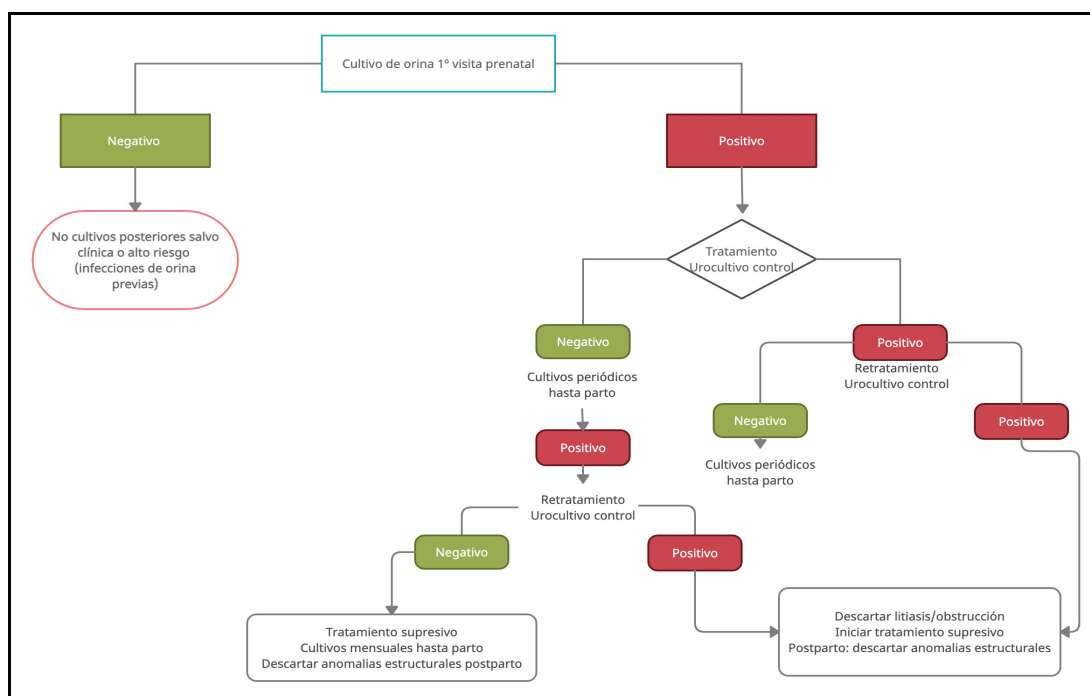 Cultivo de orina 1º visita prenatal
Negativo
Positivo
No cultivos posteriores salvo
clínica o alto riesgo
(infecciones de orina
previas)
Tratamiento
Urocultivo control
Negativo
Cultivos periódicos
hasta parto
Positivo
Retratamiento
Urocultivo control
Negativo
Positivo
Cultivos periódicos
hasta parto
Positivo
Retratamiento
Urocultivo control
Negativo
Positivo
Tratamiento supresivo
Cultivos mensuales hasta parto
Descartar anomalias estructurales postparto
Descartar litiasis/obstrucción
Iniciar tratamiento supresivo
Postparto: descartar anomalias estructurales